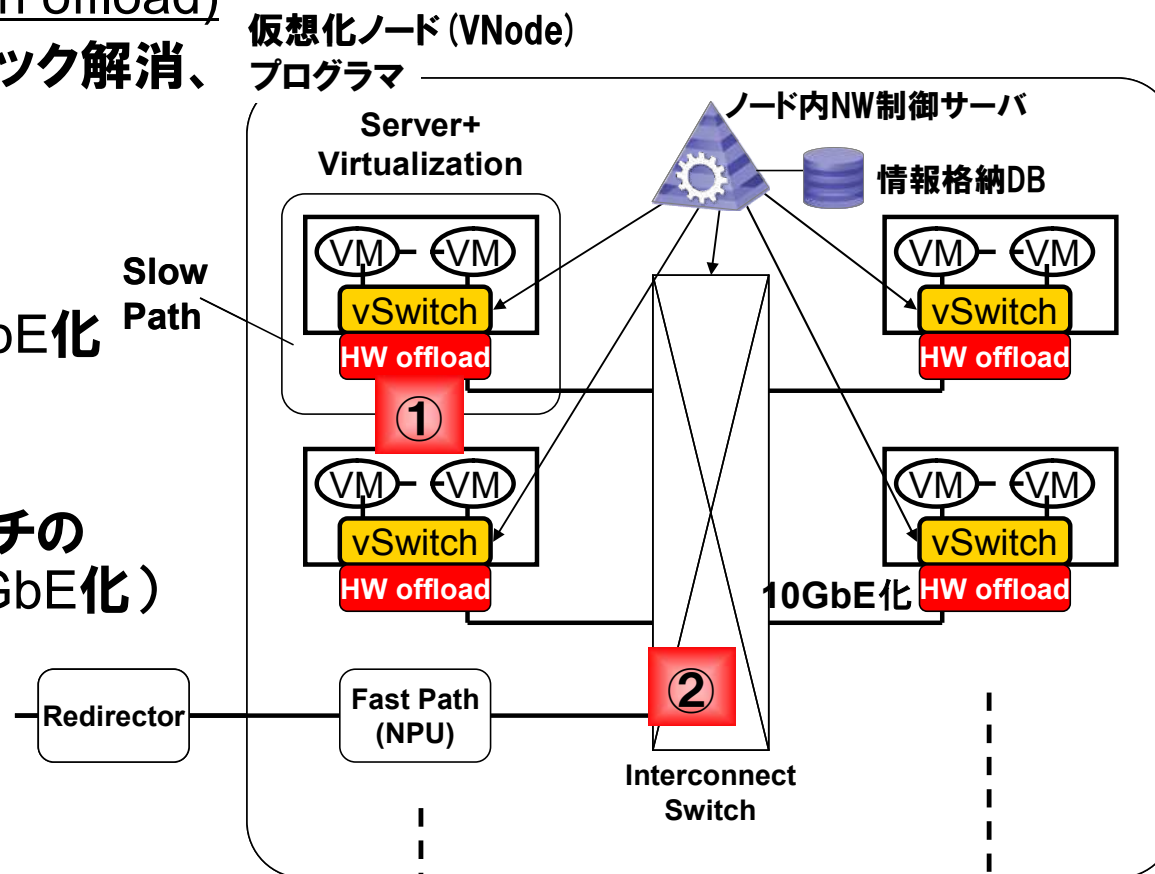 n offload)
ック解消、
bE化
チの
GbE化）
仮想化ノード(VNode)
プログラマ
Server+
Virtualization
ノード内NW制御サーバ
情報格納DB
Slow
Path
VM
VM
vSwitch
HW offload
①
VM
VM
vSwitch
HW offload
VM
VM
vSwitch
HW offload
VM
VM
vSwitch
10GbE化
HW offload
②
Redirector
Fast Path
(NPU)
Interconnect
Switch